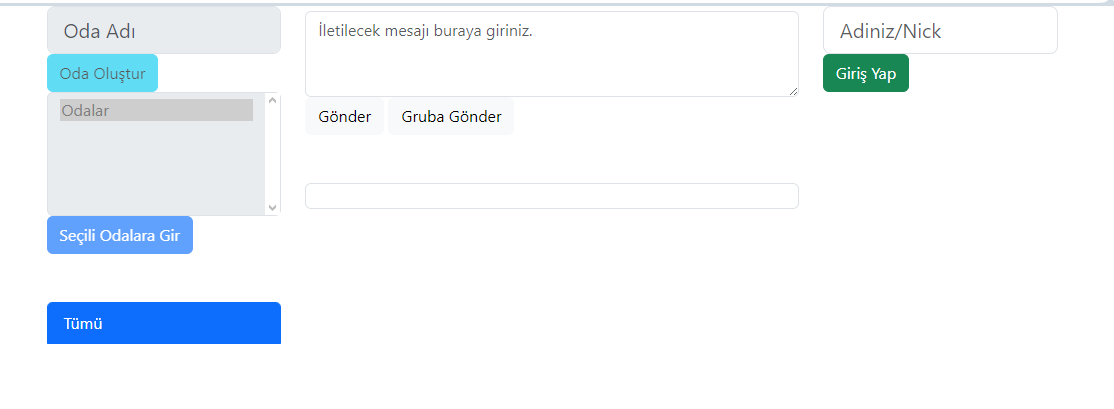 Oda Adı
Oda Oluştur
Odalar
Seçili Odalara Gir
Tümü
İletilecek mesajı buraya giriniz.
Gönder
Gruba Gönder
Adiniz/Nick
Giriş Yap